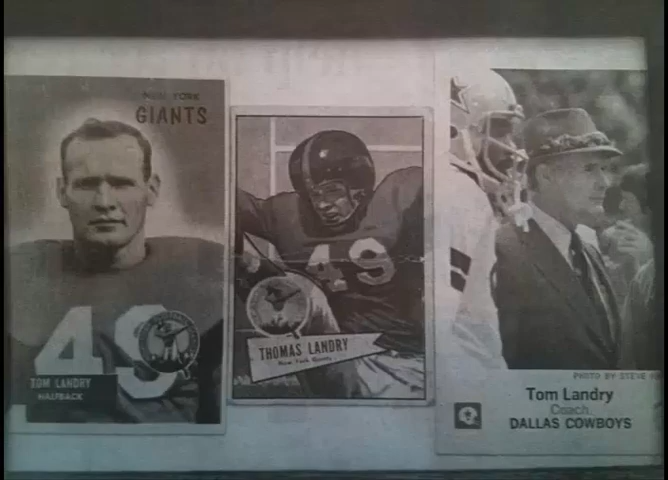 NEW YORK
GIANTS
49
TOM LANDRY
HALFBACK
49
THOMAS LANDRY
New York Giants
PHOTO BY STEVE
Tom Landry
Coach
DALLAS COWBOYS